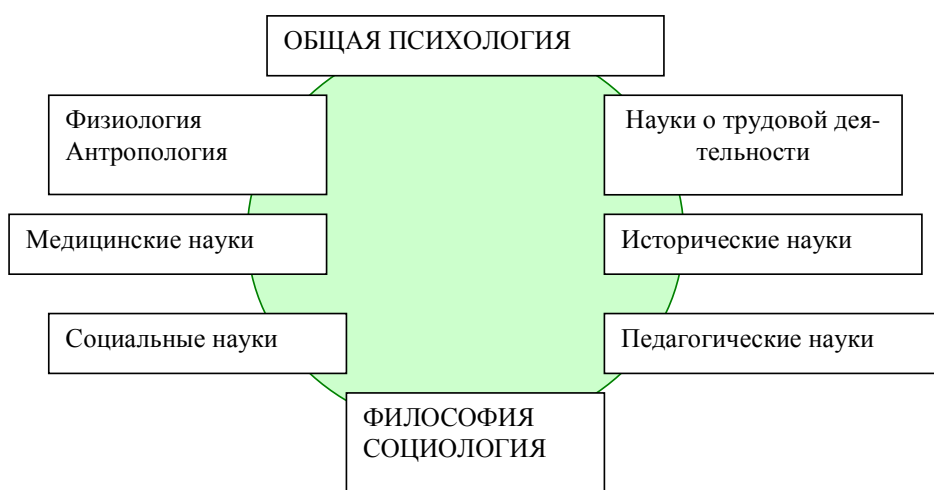 ОБЩАЯ ПСИХОЛОГИЯ
Физиология
Антропология
Науки о трудовой дея-
тельности
Медицинские науки
Исторические науки
Социальные науки
Педагогические науки
ФИЛОСОФИЯ
СОЦИОЛОГИЯ